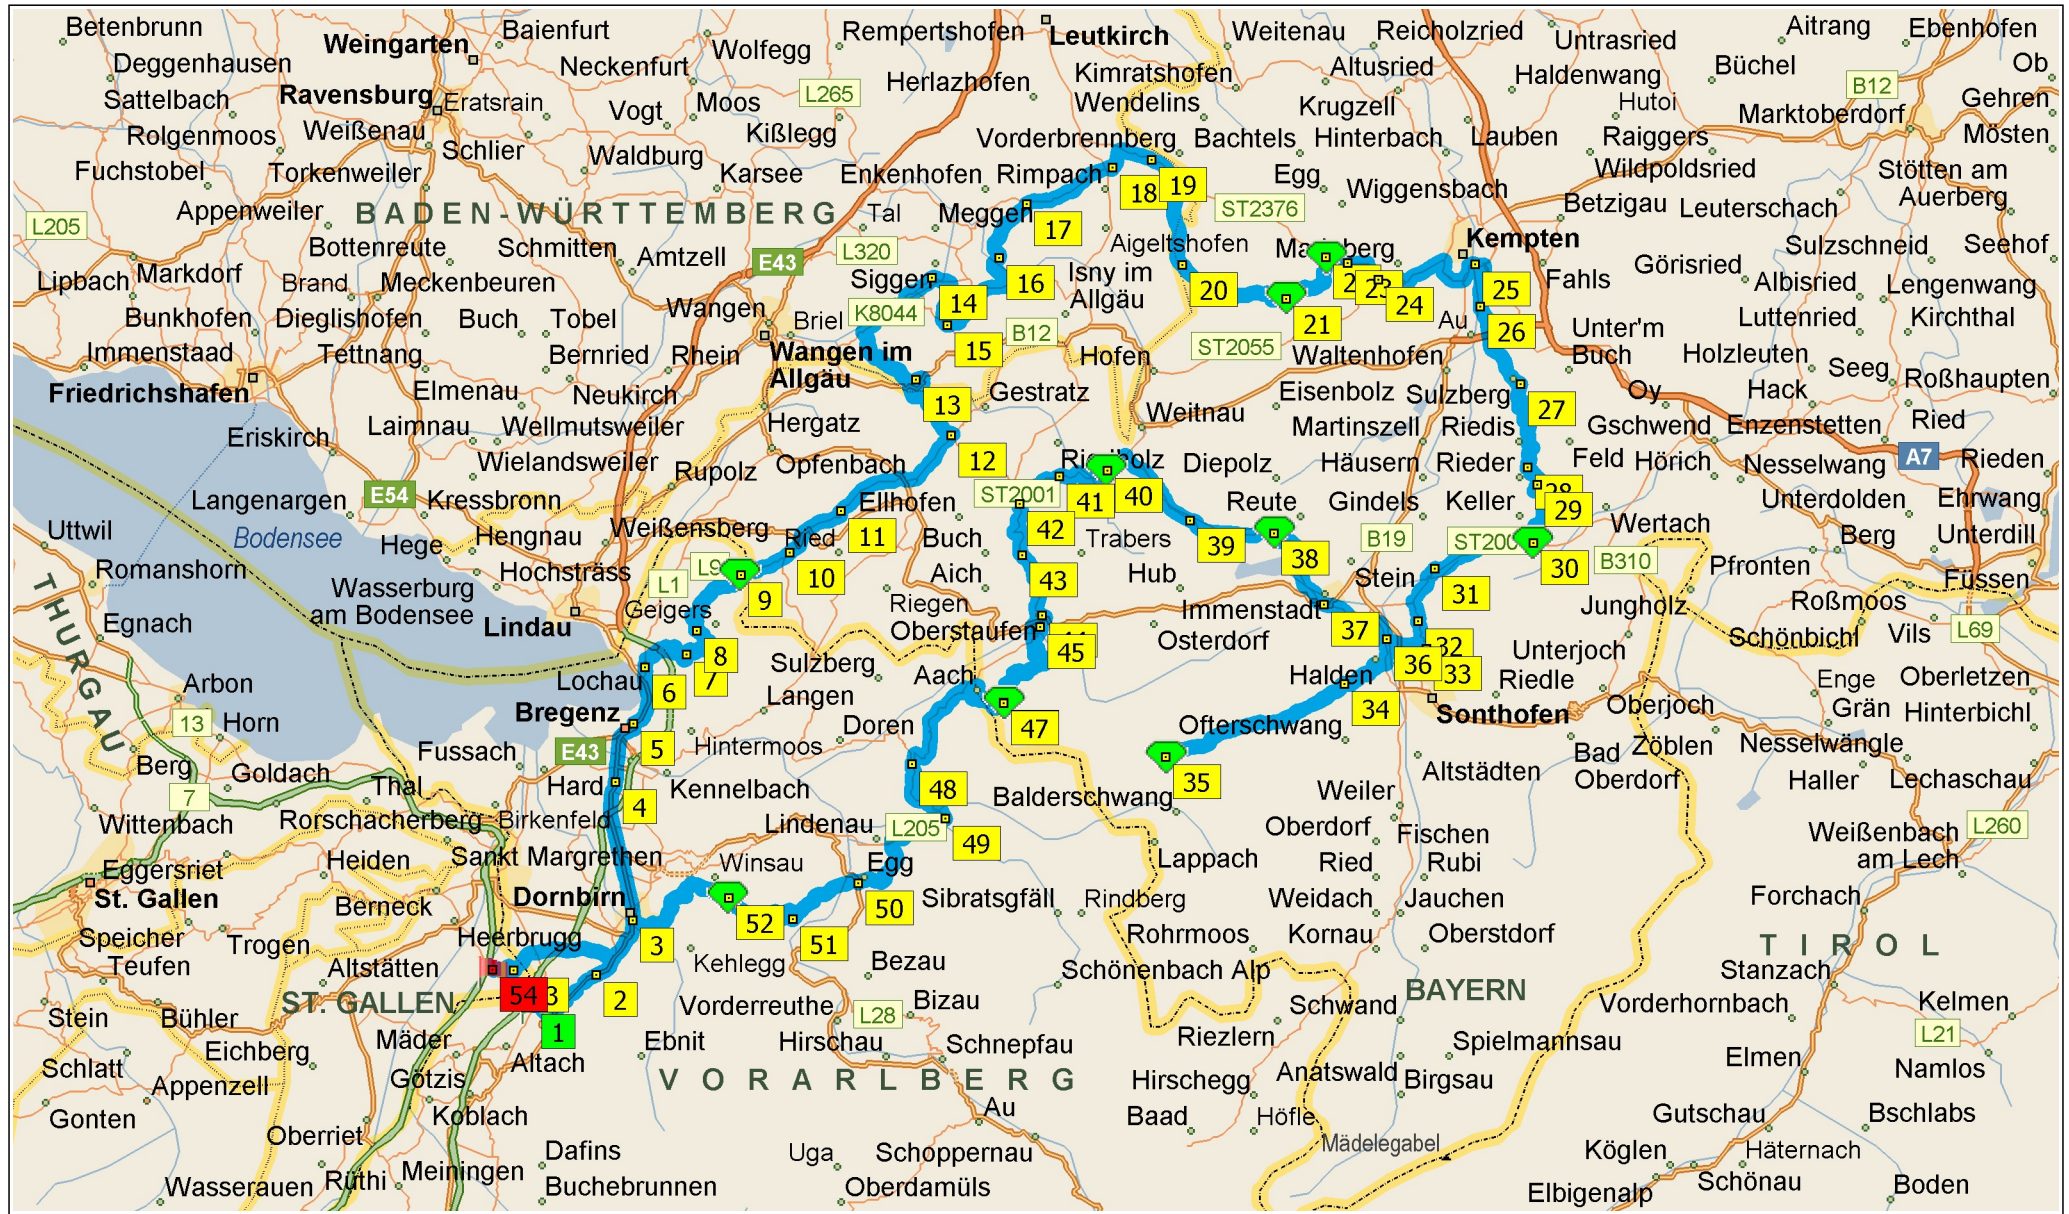 Betenbrunn
Baienfurt
Rempertshofen
Leutkirch
Weitenau
Reicholzried
Aitrang
Ebenhofen
Weingarten
Wolfegg
Untrasried
Deggenhausen
Neckenfurt
Herlazhofen
Kimratshofen
Altusried
Haldenwang
Büchel
Ob
Sattelbach
Ravensburg
Eratsrain
Vogt
Moos
L265
Wendelins
Krugzell
Hutoi
B12
Gehren
Marktoberdorf
Rolgenmoos
Weißenau
Kißlegg
Vorderbrennberg
Bachtels
Hinterbach
Lauben
Raiggers
Mösten
Schlier
Waldburg
Fuchstobel
Torkenweiler
Karsee
Enkenhofen
Rimpach
Egg
Wiggensbach
Wildpoldsried
Stötten am
Auerberg
18
19
L205
Appenweiler
BADEN-WÜRTTEMBERG
Tal
Meggen
17
ST2376
Betzigau
Leuterschach
Bottenreute
Schmitten
Amtzell
E43
L320
Aigeltshofen
Kempten
Sulzschneid
Seehof
Lipbach
Markdorf
Brand
Meckenbeuren
Siggen
16
Isny im
Allgäu
20
24
25
Fahls
Görisried
Albisried
Lengenwang
Bunkhofen
Dieglishofen
Buch
Tobel
Wangen
Briel
K8044
14
B12
21
Au
26
Unter'm
Buch
Luttenried
Kirchthal
Immenstaad
Tettnang
Bernried
Rhein
Wangen im
Allgäu
15
Hofen
ST2055
Waltenhofen
Holzleuten
Seeg
Roßhaupten
Friedrichshafen
Elmenau
Neukirch
13
Gestratz
Weitnau
Eisenbolz
Sulzberg
27
Oy
Hack
Ried
Eriskirch
Laimnau
Wellmutsweiler
Hergatz
Martinszell
Riedis
Gschwend
Enzenstetten
Wielandsweiler
Rupolz
Opfenbach
12
Diepolz
Häusern
Rieder
Feld
Hörich
Nesselwang
A7
Rieden
Langenargen
E54
Kressbronn
Ellhofen
ST2001
41
40
Reute
Gindels
Keller
28
29
Unterdolden
Ehrwang
Uttwil
Bodensee
Hege
Hengnau
Weißensberg
Ried
11
Buch
42
Trabers
39
38
B19
Wertach
Berg
Unterdill
Romanshorn
Hochsträss
L1
10
Aich
43
Hub
Stein
30
B310
Pfronten
Füssen
THURGAU
Wasserburg
am Bodensee
Geigers
9
Riegen
Immenstadt
31
Jungholz
Roßmoos
Egnach
Lindau
8
Oberstaufen
45
Osterdorf
37
32
Unterjoch
Schönbichl
Vils
L69
Arbon
Lochau
6
7
Sulzberg
Aach
Halden
36
33
Riedle
Enge
Oberletzen
13
Horn
Bregenz
Langen
47
34
Sonthofen
Oberjoch
Grän
Hinterbichl
Berg
Goldach
Fussach
E43
5
Hintermoos
Doren
Ofterschwang
Bad
Oberdorf
Zöblen
Nesselwängle
7
Thal
Hard
4
Kennelbach
48
Balderschwang
35
Altstädten
Haller
Lechaschau
Wittenbach
Rorschacherberg
Birkenfeld
Lindenau
L205
49
Weiler
Oberdorf
Fischen
Weißenbach
am Lech
L260
Eggersriet
Heiden
Sankt Margrethen
Winsau
Egg
Lappach
Ried
Rubi
St. Gallen
Berneck
Dornbirn
52
50
Sibratsgfäll
Rindberg
Weidach
Jauchen
Forchach
Speicher
Trogen
Heerbrugg
3
51
Rohrmoos
Kornau
Oberstdorf
TIROL
Teufen
Altstätten
Kehlegg
Bezau
Schönenbach Alp
Stanzach
ST. GALLEN
54
2
Vorderreuthe
Bizau
Schwand
BAYERN
Vorderhornbach
Kelmen
Stein
Bühler
Mäder
1
Ebnit
Hirschau
L28
Schnepfau
Riezlern
Spielmannsau
L21
Schlatt
Eichberg
Altach
Elmen
Namlos
Appenzell
Götzis
VORARLBERG
Hirschegg
Anatswald
Birgsau
Gonten
Koblach
Au
Baad
Höfle
Gutschau
Bschlabs
Oberriet
Dafins
Uga
Schoppernau
Mädelegabel
Köglen
Häternach
Wasserauen
Rüthi
Meiningen
Buchebrunnen
Oberdamüls
Elbigenalp
Schönau
Boden